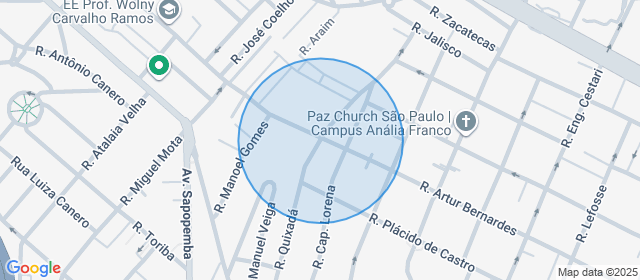 EE Prof. Wolny
Carvalho Ramos
R. José Coelho
R. Araim
R. Zacatecas
R. Jalisco
R. Antônio Canero
R. Atalaia Velha
R. Miguel Mota
Rua Luiza Canero
R. Toriba
Av. Sapopemba
R. Manoel Gomes
Manuel Veiga
R. Quixadá
R. Cap. Lorena
Paz Church São Paulo |
Campus Anália Franco
R. Eng. Cestari
R. Lefosse
R. Artur Bernardes
R. Plácido de Castro
Google
Map data ©2025